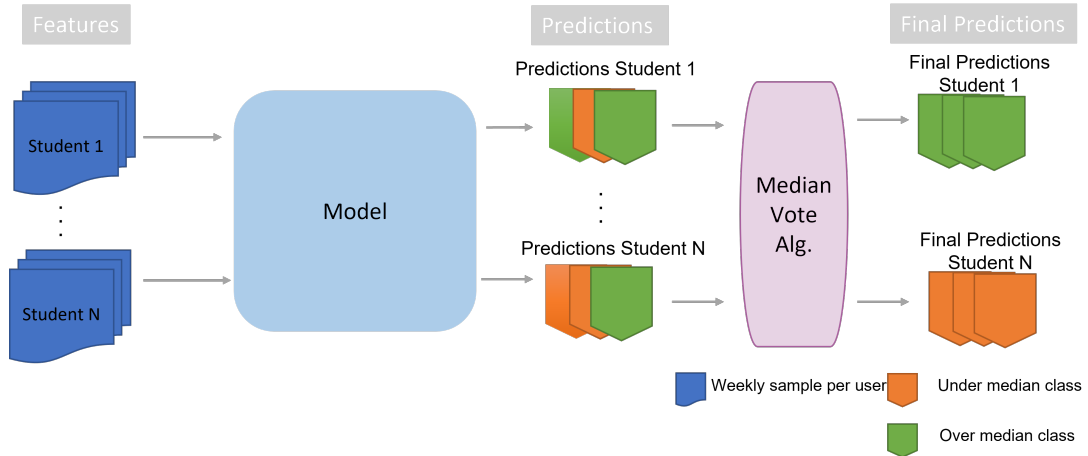 Features
Predictions
Final Predictions
Student 1
Model
Predictions Student 1
Median
Vote
Alg.
Final Predictions
Student 1
Student N
Predictions Student N
Final Predictions
Student N
Weekly sample per user
Under median class
Over median class